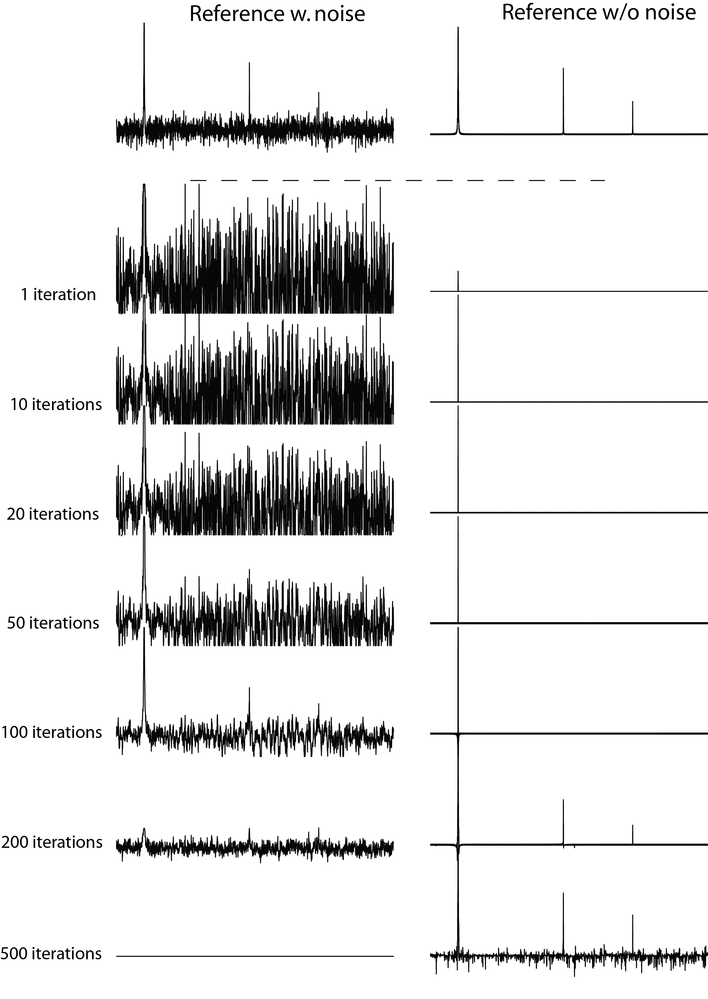 Reference w. noise
Reference w/o noise
1 iteration
10 iterations
20 iterations
50 iterations
100 iterations
200 iterations
500 iterations